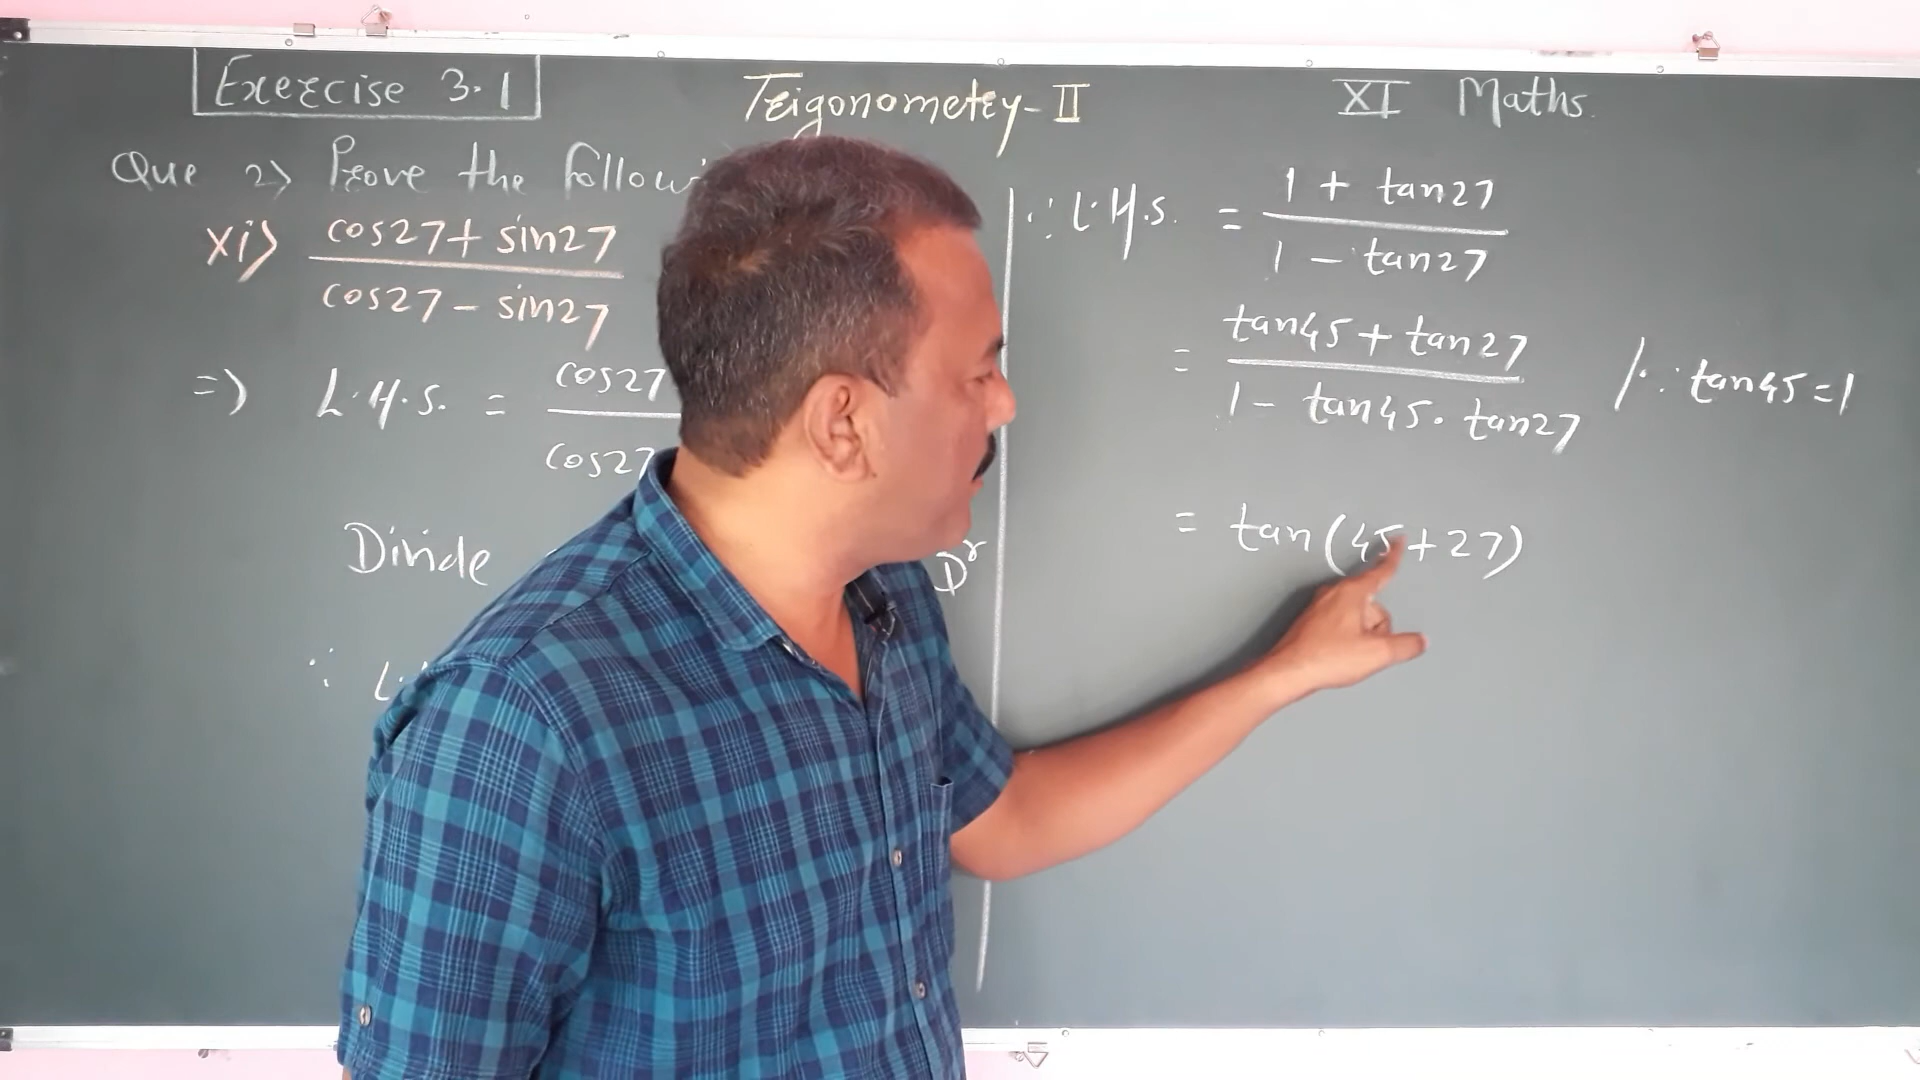 Exercise 3.1
Trigonometry-II
XI Maths.
Que 2> Prove the
xi> cos27+ sin27
cos27 - sin27
=> L.H.S. = cos27
cos27
Divide Dʳ
∴ L.
∴ L.H.S. = 1 + tan27
1 - tan27
= tan45 + tan27 / ∵ tan45=1
1 - tan45 . tan27
= tan(45+27)